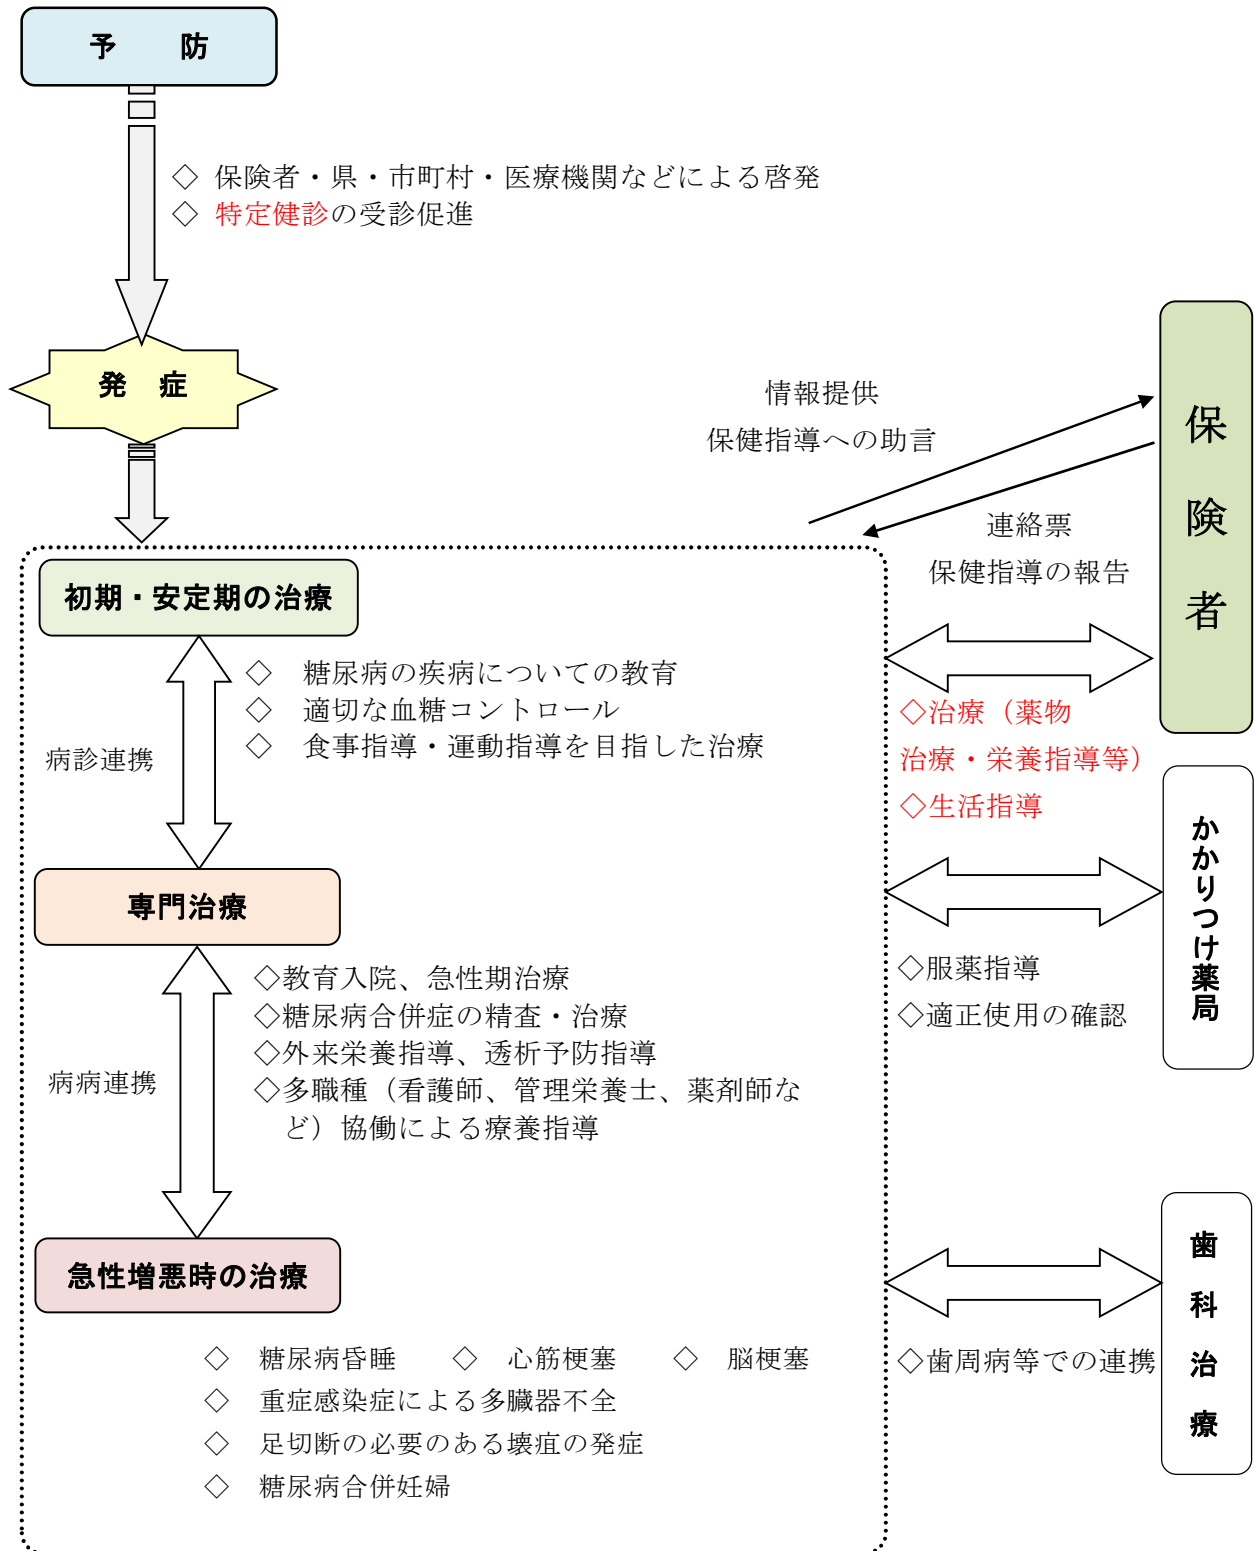 予　防
◇ 保険者・県・市町村・医療機関などによる啓発
◇ 特定健診の受診促進
発　症
情報提供
保健指導への助言
連絡票
保健指導の報告
保険者
初期・安定期の治療
◇ 糖尿病の疾病についての教育
◇ 適切な血糖コントロール
◇ 食事指導・運動指導を目指した治療
病診連携
◇治療（薬物
治療・栄養指導等）
◇生活指導
かかりつけ薬局
専門治療
◇教育入院、急性期治療
◇糖尿病合併症の精査・治療
◇外来栄養指導、透析予防指導
◇多職種（看護師、管理栄養士、薬剤師な
ど）協働による療養指導
病病連携
◇服薬指導
◇適正使用の確認
急性増悪時の治療
◇ 糖尿病昏睡　◇ 心筋梗塞　◇ 脳梗塞
◇ 重症感染症による多臓器不全
◇ 足切断の必要のある壊疽の発症
◇ 糖尿病合併妊婦
◇歯周病等での連携
歯科治療